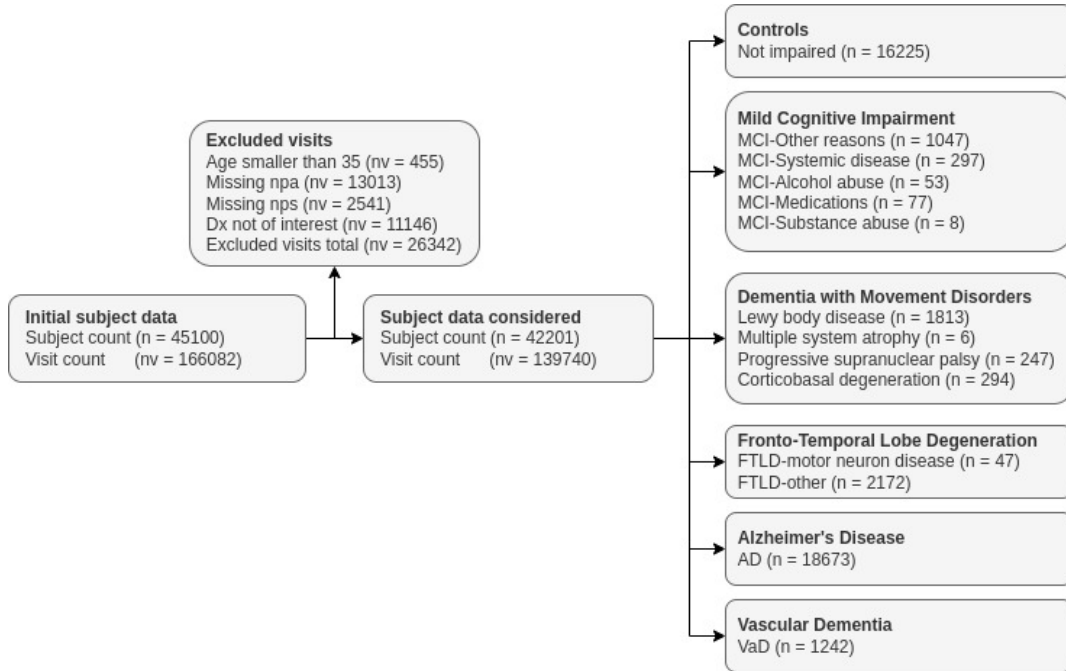 Initial subject data
Subject count (n = 45100)
Visit count (nv = 166082)
Excluded visits
Age smaller than 35 (nv = 455)
Missing npa (nv = 13013)
Missing nps (nv = 2541)
Dx not of interest (nv = 11146)
Excluded visits total (nv = 26342)
Subject data considered
Subject count (n = 42201)
Visit count (nv = 139740)
Controls
Not impaired (n = 16225)
Mild Cognitive Impairment
MCI-Other reasons (n = 1047)
MCI-Systemic disease (n = 297)
MCI-Alcohol abuse (n = 53)
MCI-Medications (n = 77)
MCI-Substance abuse (n = 8)
Dementia with Movement Disorders
Lewy body disease (n = 1813)
Multiple system atrophy (n = 6)
Progressive supranuclear palsy (n = 247)
Corticobasal degeneration (n = 294)
Fronto-Temporal Lobe Degeneration
FTLD-motor neuron disease (n = 47)
FTLD-other (n = 2172)
Alzheimer's Disease
AD (n = 18673)
Vascular Dementia
VaD (n = 1242)